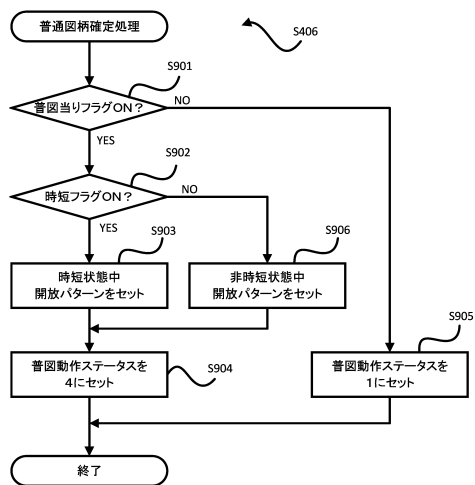 普通図柄確定処理
S406
S901
普図当りフラグON？
NO
YES
S902
時短フラグON？
NO
YES
S903
時短状態中
開放パターンをセット
S906
非時短状態中
開放パターンをセット
S905
普図動作ステータスを
4にセット
S904
普図動作ステータスを
1にセット
終了